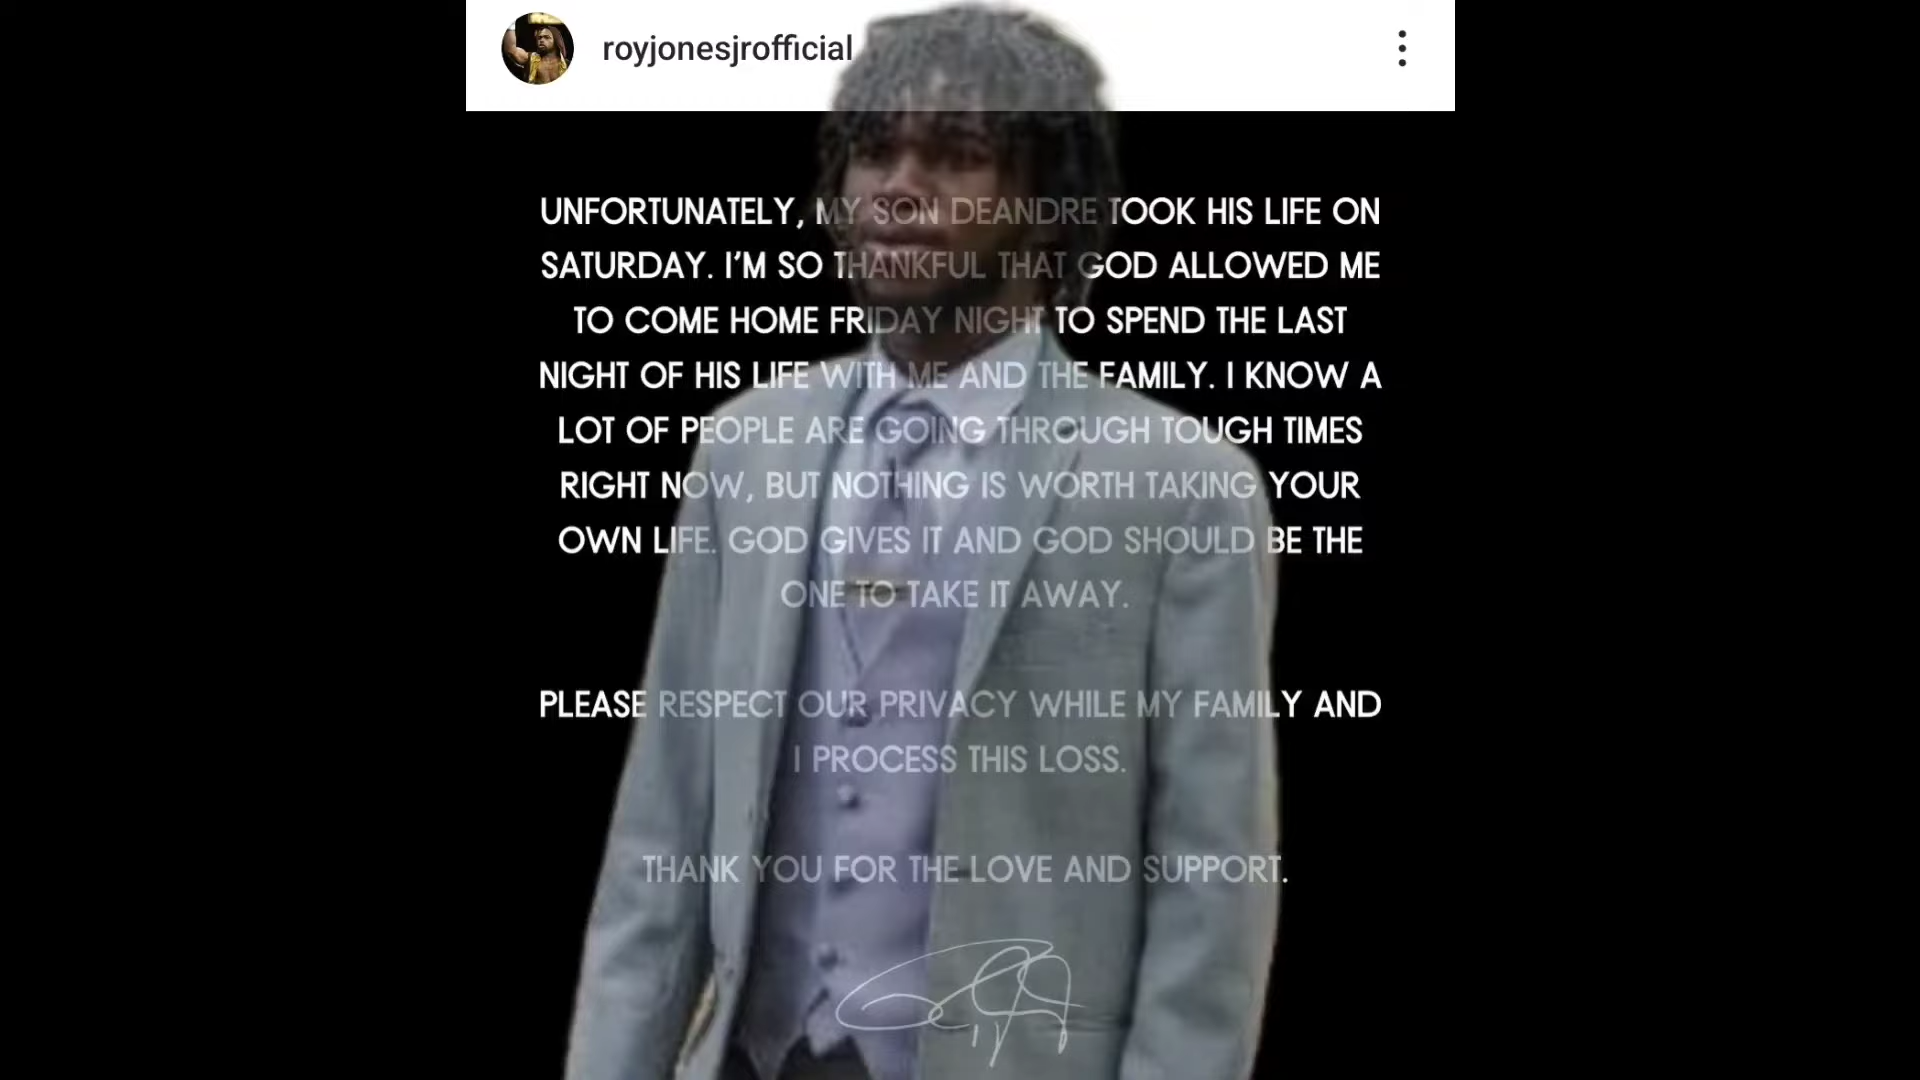 royjonesjrofficial
UNFORTUNATELY, MY SON DEANDRE TOOK HIS LIFE ON
SATURDAY. I'M SO THANKFUL THAT GOD ALLOWED ME
TO COME HOME FRIDAY NIGHT TO SPEND THE LAST
NIGHT OF HIS LIFE WITH ME AND THE FAMILY. I KNOW A
LOT OF PEOPLE ARE GOING THROUGH TOUGH TIMES
RIGHT NOW, BUT NOTHING IS WORTH TAKING YOUR
OWN LIFE. GOD GIVES IT AND GOD SHOULD BE THE
ONE TO TAKE IT AWAY.
PLEASE RESPECT OUR PRIVACY WHILE MY FAMILY AND
I PROCESS THIS LOSS.
THANK YOU FOR THE LOVE AND SUPPORT.